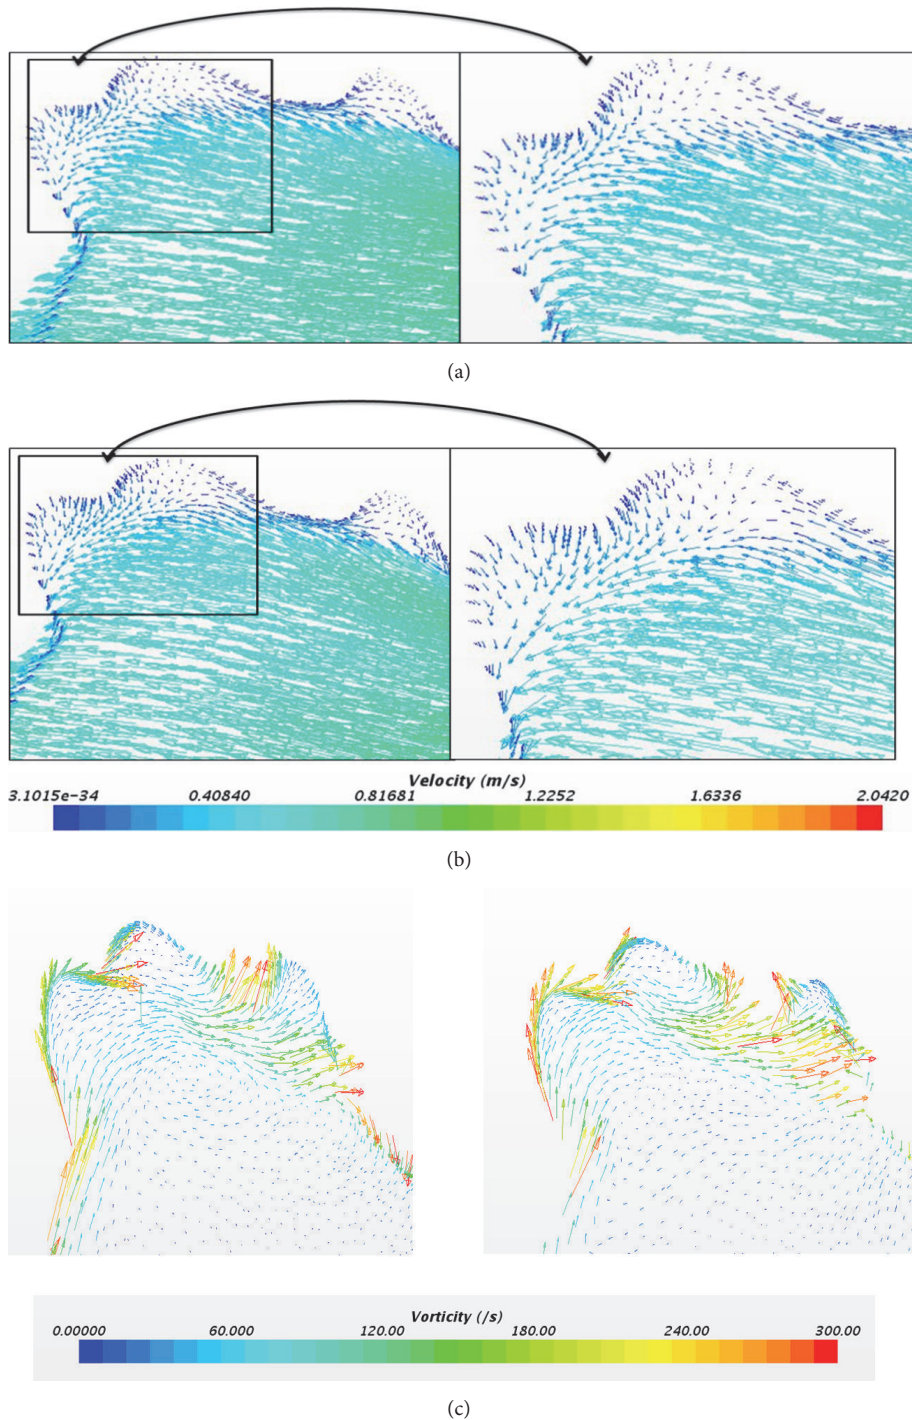 (a)
Velocity (m/s)
3.1015e−34 0.40840 0.81681 1.2252 1.6336 2.0420
(b)
Vorticity (/s)
0.00000 60.000 120.00 180.00 240.00 300.00
(c)